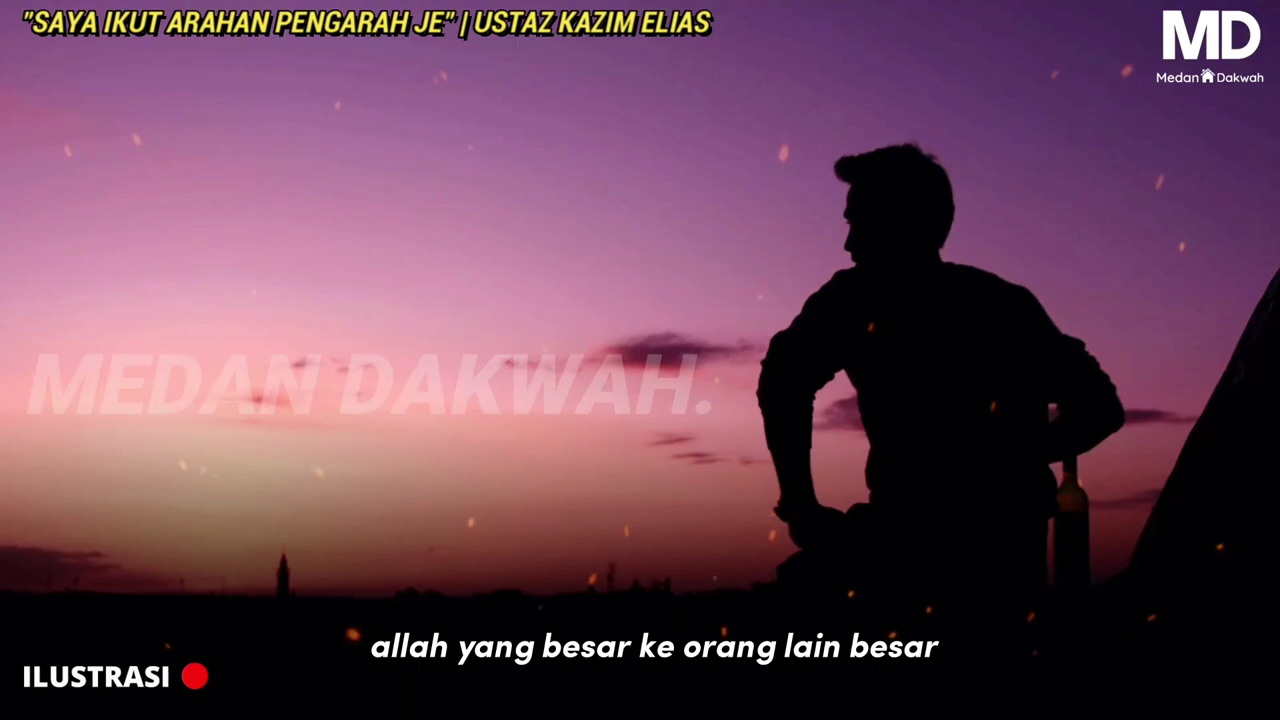 "SAYA IKUT ARAHAN PENGARAH JE" | USTAZ KAZIM ELIAS
MD
Medan Dakwah
MEDAN DAKWAH.
allah yang besar ke orang lain besar
ILUSTRASI